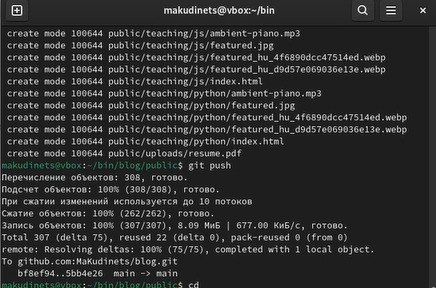 makudinets@vbox:~/bin
create mode 100644 public/teaching/js/ambient-piano.mp3
create mode 100644 public/teaching/js/featured.jpg
create mode 100644 public/teaching/js/featured_hu_4f6890dcc47514ed.webp
create mode 100644 public/teaching/js/featured_hu_d9d57e069036e13e.webp
create mode 100644 public/teaching/js/index.html
create mode 100644 public/teaching/python/ambient-piano.mp3
create mode 100644 public/teaching/python/featured.jpg
create mode 100644 public/teaching/python/featured_hu_4f6890dcc47514ed.webp
create mode 100644 public/teaching/python/featured_hu_d9d57e069036e13e.webp
create mode 100644 public/teaching/python/index.html
create mode 100644 public/uploads/resume.pdf
makudinets@vbox:~/bin/blog/public$ git push
Перечисление объектов: 308, готово.
Подсчет объектов: 100% (308/308), готово.
При сжатии изменений используется до 10 потоков
Сжатие объектов: 100% (262/262), готово.
Запись объектов: 100% (307/307), 8.09 МиБ | 677.00 КиБ/с, готово.
Total 307 (delta 75), reused 22 (delta 0), pack-reused 0 (from 0)
remote: Resolving deltas: 100% (75/75), completed with 1 local object.
To github.com:MaKudinets/blog.git
bf8ef94..5bb4e26 main -> main
makudinets@vbox:~/bin/blog/public$ cd